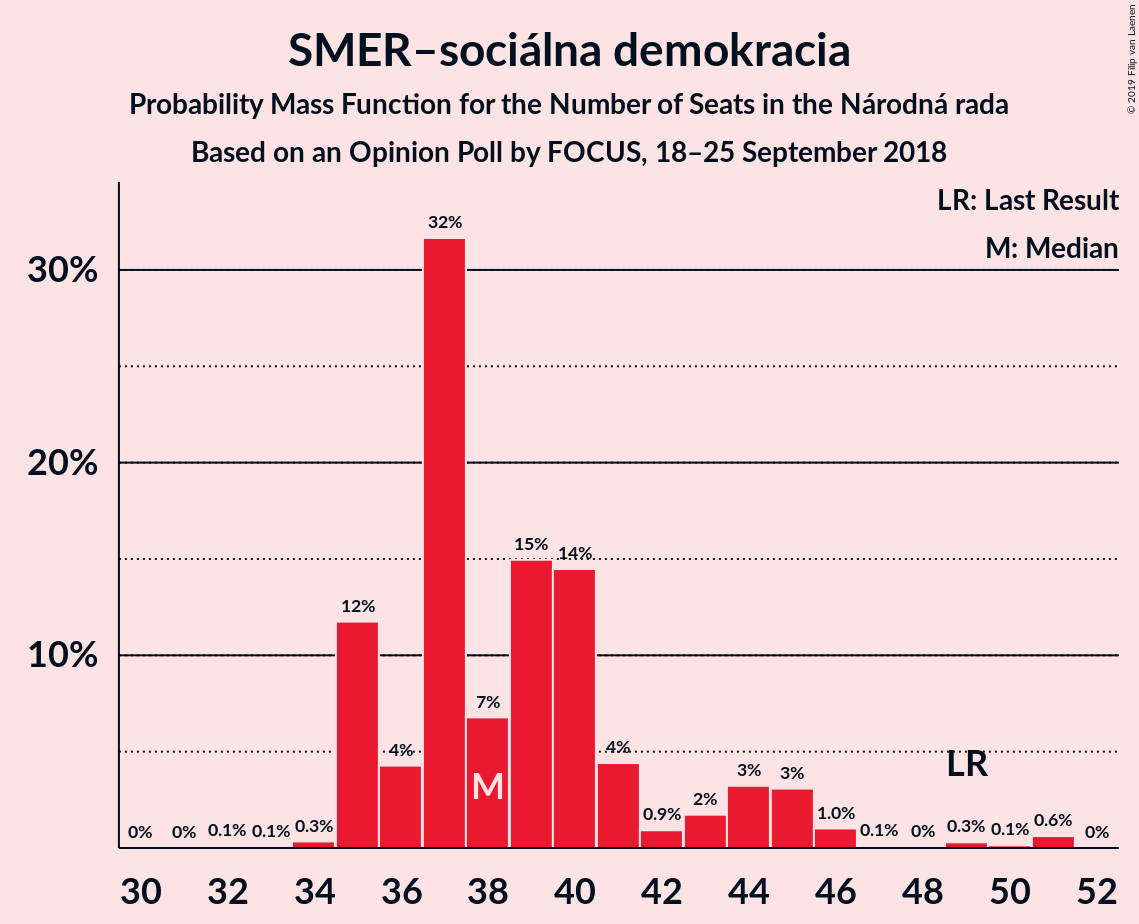 SMER–sociálna demokracia
Probability Mass Function for the Number of Seats in the Národná rada
Based on an Opinion Poll by FOCUS, 18–25 September 2018
© 2019 Filip van Laenen
LR: Last Result
M: Median
30%
20%
10%
0%
0%
0.1%
0.1%
0.3%
12%
4%
32%
7%
15%
14%
4%
0.9%
2%
3%
3%
1.0%
0.1%
0%
0.3%
0.1%
0.6%
0%
M
LR
30 32 34 36 38 40 42 44 46 48 50 52